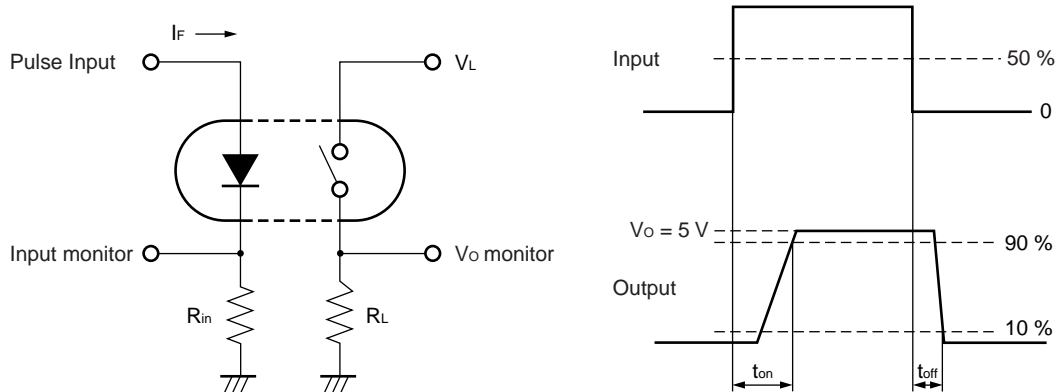 IF
Pulse Input
VL
Input monitor
VO monitor
Rin
RL
Input
50 %
0
VO = 5 V
90 %
Output
10 %
ton
toff